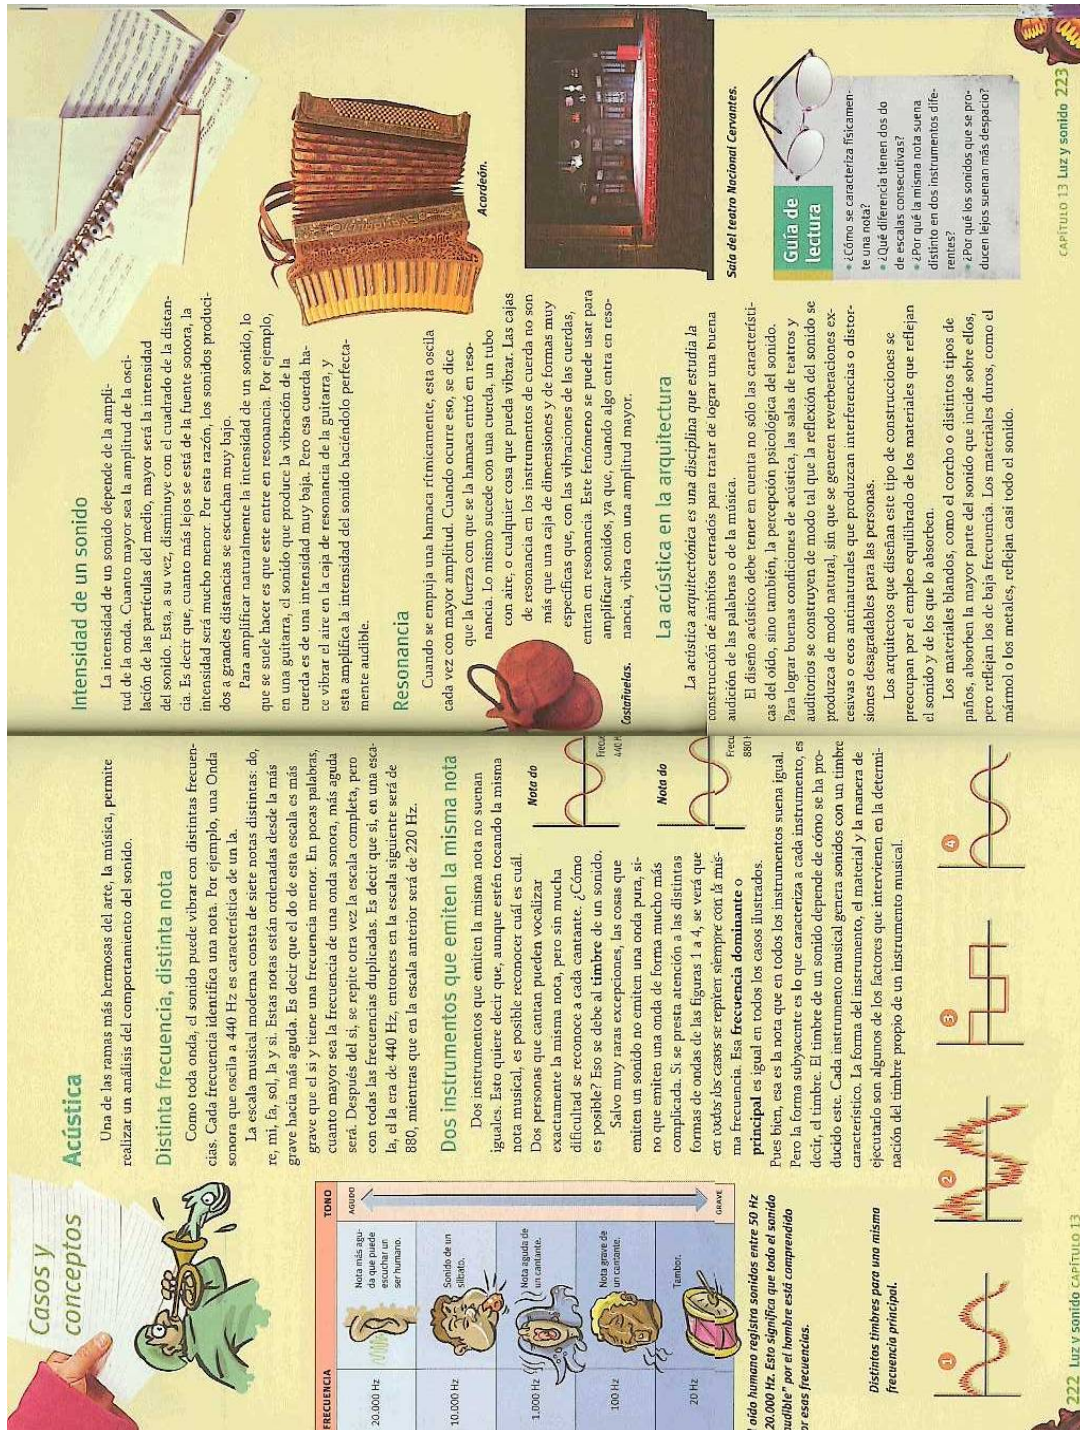 Casos y
conceptos
FRECUENCIA
TONO
20.000 Hz
Nota más agu-
da que puede
escuchar un
ser humano.
AGUDO
10.000 Hz
Sonido de un
silbato.
1.000 Hz
Nota aguda de
un cantante.
100 Hz
Nota grave de
un cantante.
20 Hz
Tambor.
GRAVE
oído humano registra sonidos entre 50 Hz
20.000 Hz. Esto significa que todo el sonido
udible" por el hombre está comprendido
r esas frecuencias.
Distintos timbres para una misma
frecuencia principal.
Acústica
Una de las ramas más hermosas del arte, la música, permite
realizar un análisis del comportamiento del sonido.
Distinta frecuencia, distinta nota
Como toda onda, el sonido puede vibrar con distintas frecuen-
cias. Cada frecuencia identifica una nota. Por ejemplo, una Onda
sonora que oscila a 440 Hz es característica de un la.
La escala musical moderna consta de siete notas distintas: do,
re, mi, fa, sol, la y si. Estas notas están ordenadas desde la más
grave hacia más aguda. Es decir que el do de esta escala es más
grave que el si y tiene una frecuencia menor. En pocas palabras,
cuanto mayor sea la frecuencia de una onda sonora, más aguda
será. Después del si, se repite otra vez la escala completa, pero
con todas las frecuencias duplicadas. Es decir que si, en una esca-
la, el la era de 440 Hz, entonces en la escala siguiente será de
880, mientras que en la escala anterior será de 220 Hz.
Dos instrumentos que emiten la misma nota
Dos instrumentos que emiten la misma nota no suenan
iguales. Esto quiere decir que, aunque estén tocando la misma
nota musical, es posible reconocer cuál es cuál.
Dos personas que cantan pueden vocalizar
exactamente la misma nota, pero sin mucha
dificultad se reconoce a cada cantante. ¿Cómo
es posible? Eso se debe al timbre de un sonido.
Salvo muy raras excepciones, las cosas que
emiten un sonido no emiten una onda pura, si-
no que emiten una onda de forma mucho más
complicada. Si se presta atención a las distintas
formas de ondas de las figuras 1 a 4, se verá que
en todos los casos se repiten siempre con la mis-
ma frecuencia. Esa frecuencia dominante o
principal es igual en todos los casos ilustrados.
Pues bien, esa es la nota que en todos los instrumentos suena igual.
Pero la forma subyacente es lo que caracteriza a cada instrumento, es
decir, el timbre. El timbre de un sonido depende de cómo se ha pro-
ducido este. Cada instrumento musical genera sonidos con un timbre
característico. La forma del instrumento, el material y la manera de
ejecutarlo son algunos de los factores que intervienen en la determi-
nación del timbre propio de un instrumento musical.
Nota do
Frecue
440 H
Nota do
Frecu
880 H
1
2
3
4
222 Luz y sonido CAPÍTULO 13
Intensidad de un sonido
La intensidad de un sonido depende de la ampli-
tud de la onda. Cuanto mayor sea la amplitud de la osci-
lación de las partículas del medio, mayor será la intensidad
del sonido. Esta, a su vez, disminuye con el cuadrado de la distan-
cia. Es decir que, cuanto más lejos se está de la fuente sonora, la
intensidad será mucho menor. Por esta razón, los sonidos produci-
dos a grandes distancias se escuchan muy bajo.
Para amplificar naturalmente la intensidad de un sonido, lo
que se suele hacer es que este entre en resonancia. Por ejemplo,
en una guitarra, el sonido que produce la vibración de la
cuerda es de una intensidad muy baja. Pero esa cuerda ha-
ce vibrar el aire en la caja de resonancia de la guitarra, y
esta amplifica la intensidad del sonido haciéndolo perfecta-
mente audible.
Acordeón.
Resonancia
Cuando se empuja una hamaca rítmicamente, esta oscila
cada vez con mayor amplitud. Cuando ocurre eso, se dice
que la fuerza con que se la hamaca entró en reso-
nancia. Lo mismo sucede con una cuerda, un tubo
con aire, o cualquier cosa que pueda vibrar. Las cajas
de resonancia en los instrumentos de cuerda no son
más que una caja de dimensiones y de formas muy
específicas que, con las vibraciones de las cuerdas,
entran en resonancia. Este fenómeno se puede usar para
amplificar sonidos, ya que, cuando algo entra en reso-
nancia, vibra con una amplitud mayor.
Castañuelas.
La acústica en la arquitectura
La acústica arquitectónica es una disciplina que estudia la
construcción de ámbitos cerrados para tratar de lograr una buena
audición de las palabras o de la música.
El diseño acústico debe tener en cuenta no sólo las característi-
cas del oído, sino también, la percepción psicológica del sonido.
Para lograr buenas condiciones de acústica, las salas de teatros y
auditorios se construyen de modo tal que la reflexión del sonido se
produzca de modo natural, sin que se generen reverberaciones ex-
cesivas o ecos antinaturales que produzcan interferencias o distor-
siones desagradables para las personas.
Los arquitectos que diseñan este tipo de construcciones se
preocupan por el empleo equilibrado de los materiales que reflejan
el sonido y de los que lo absorben.
Los materiales blandos, como el corcho o distintos tipos de
paños, absorben la mayor parte del sonido que incide sobre ellos,
pero reflejan los de baja frecuencia. Los materiales duros, como el
mármol o los metales, reflejan casi todo el sonido.
Sala del teatro Nacional Cervantes.
Guía de
lectura
• ¿Cómo se caracteriza físicamen-
te una nota?
• ¿Qué diferencia tienen dos do
de escalas consecutivas?
• ¿Por qué la misma nota suena
distinto en dos instrumentos dife-
rentes?
• ¿Por qué los sonidos que se pro-
ducen lejos suenan más despacio?
CAPÍTULO 13 Luz y sonido 223